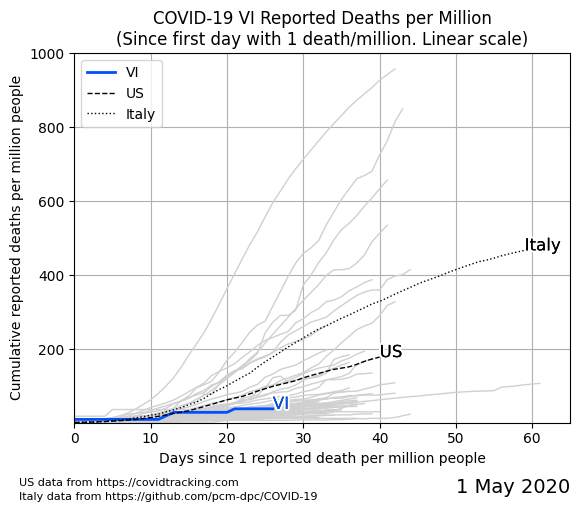 COVID-19 VI Reported Deaths per Million
(Since first day with 1 death/million. Linear scale)
Cumulative reported deaths per million people
1000
800
600
400
200
VI
US
Italy
Italy
US
VI
0
10
20
30
40
50
60
Days since 1 reported death per million people
US data from https://covidtracking.com
Italy data from https://github.com/pcm-dpc/COVID-19
1 May 2020